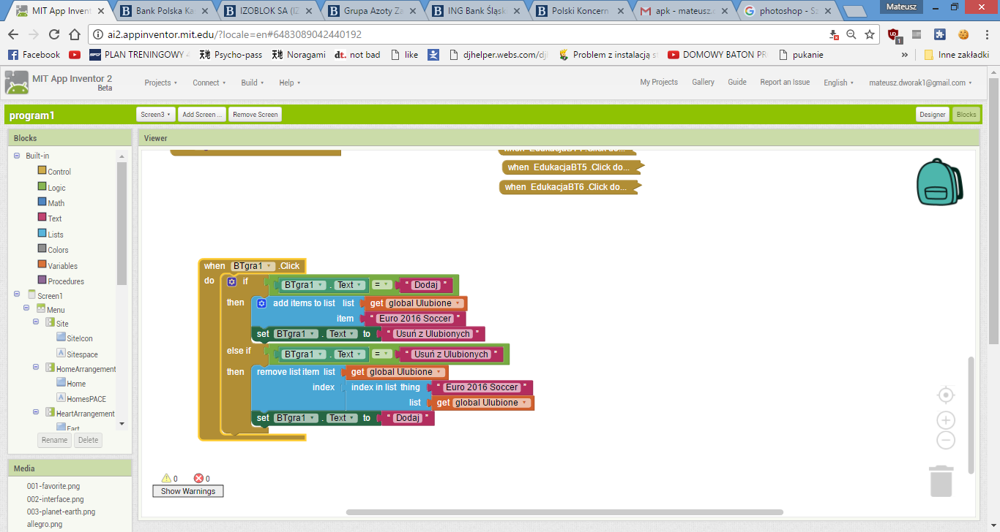 MIT App Inventor
Bank Polska Ka
IZOBLOK SA (IZ
Grupa Azoty Za
ING Bank Śląsk
Polski Koncern
apk - mateusz.
photoshop - Sz
Mateusz
ai2.appinventor.mit.edu/?locale=en#6483089042440192
Facebook
PLAN TRENINGOWY 4
Psycho-pass
Noragami
dt. not bad
like
djhelper.webs.com/dj
Problem z instalacją s
DOMOWY BATON PR
pukanie
»
Inne zakładki
MIT App Inventor 2
Beta
Projects
Connect
Build
Help
My Projects
Gallery
Guide
Report an Issue
English
mateusz.dworak1@gmail.com
program1
Screen3
Add Screen ...
Remove Screen
Designer
Blocks
Blocks
Built-in
Control
Logic
Math
Text
Lists
Colors
Variables
Procedures
Screen1
Menu
Site
SiteIcon
Sitespace
HomeArrangement
Home
HomesPACE
HeartArrangement
Rename
Delete
Media
001-favorite.png
002-interface.png
003-planet-earth.png
allegro.png
Viewer
when EdukacjaBT5 .Click do...
when EdukacjaBT6 .Click do...
when BTgra1 .Click
do if BTgra1 . Text = " Dodaj "
then add items to list list get global Ulubione
item " Euro 2016 Soccer "
set BTgra1 . Text to " Usuń z Ulubionych "
else if BTgra1 . Text = " Usuń z Ulubionych "
then remove list item list get global Ulubione
index index in list thing " Euro 2016 Soccer "
list get global Ulubione
set BTgra1 . Text to " Dodaj "
0 0
Show Warnings